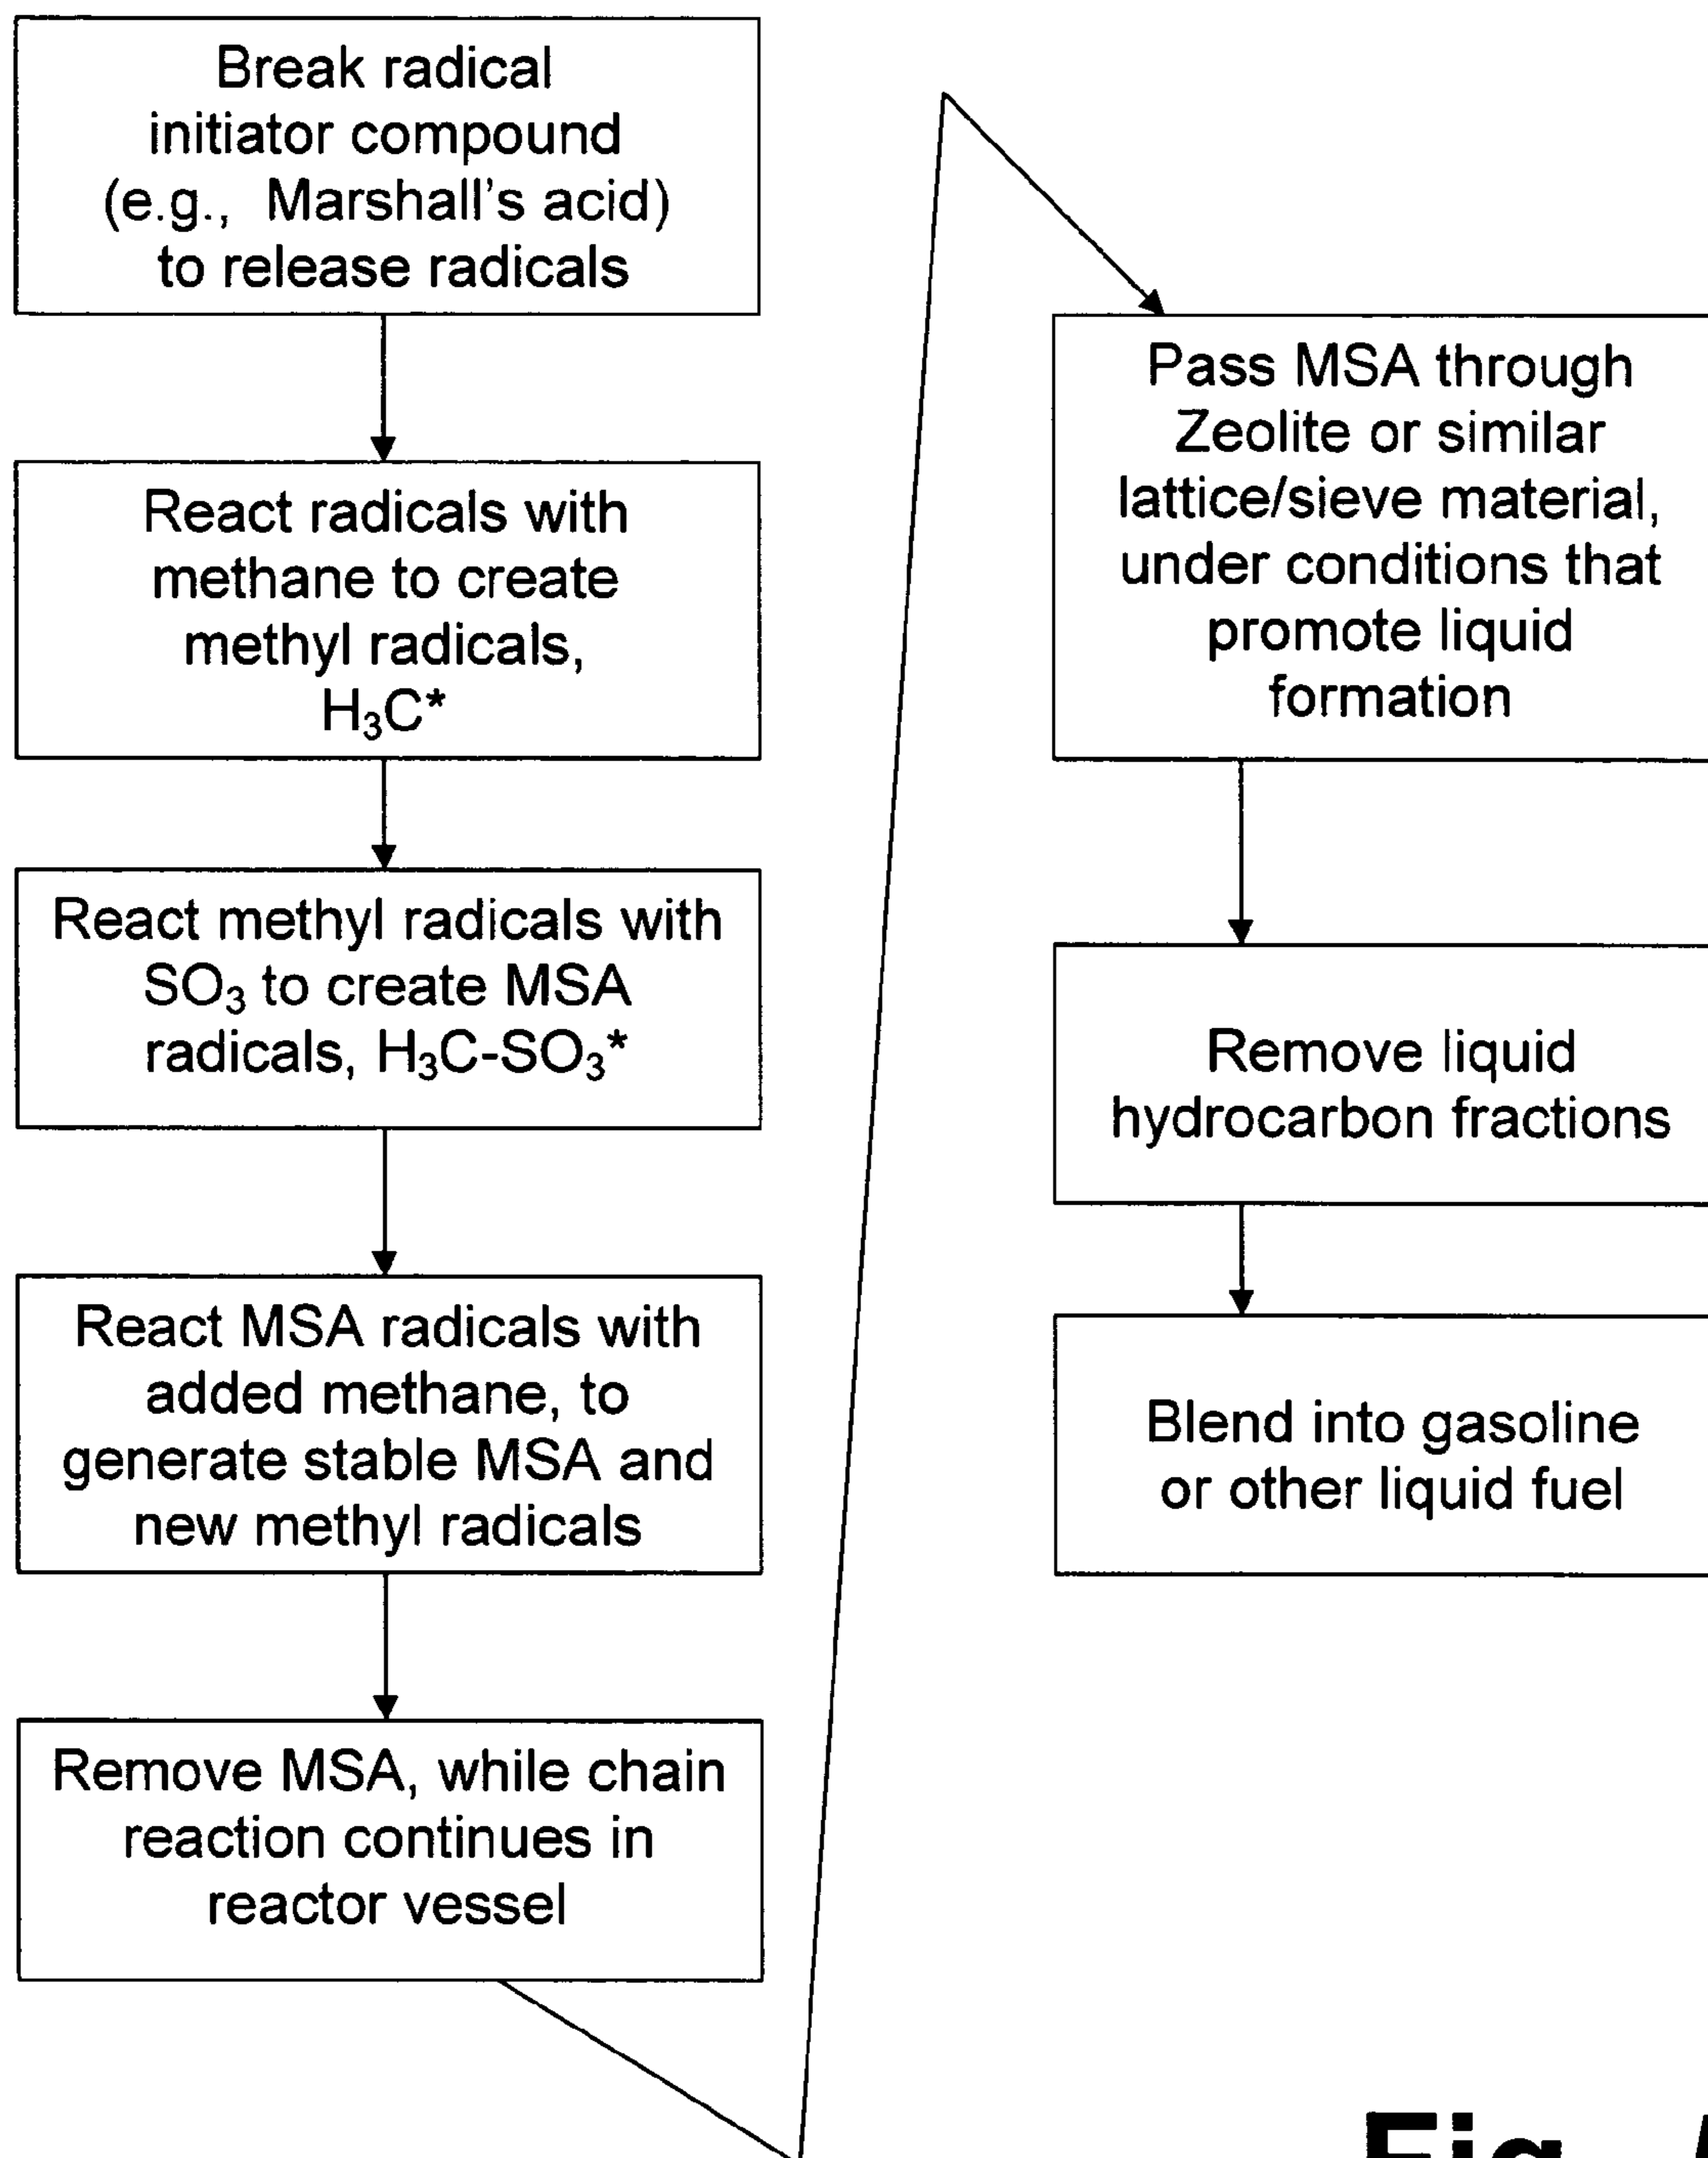 Break radical
initiator compound
(e.g., Marshall's acid)
to release radicals
React radicals with
methane to create
methyl radicals,
H₃C*
React methyl radicals with
SO₃ to create MSA
radicals, H₃C-SO₃*
React MSA radicals with
added methane, to
generate stable MSA and
new methyl radicals
Remove MSA, while chain
reaction continues in
reactor vessel
Pass MSA through
Zeolite or similar
lattice/sieve material,
under conditions that
promote liquid
formation
Remove liquid
hydrocarbon fractions
Blend into gasoline
or other liquid fuel
Fig.